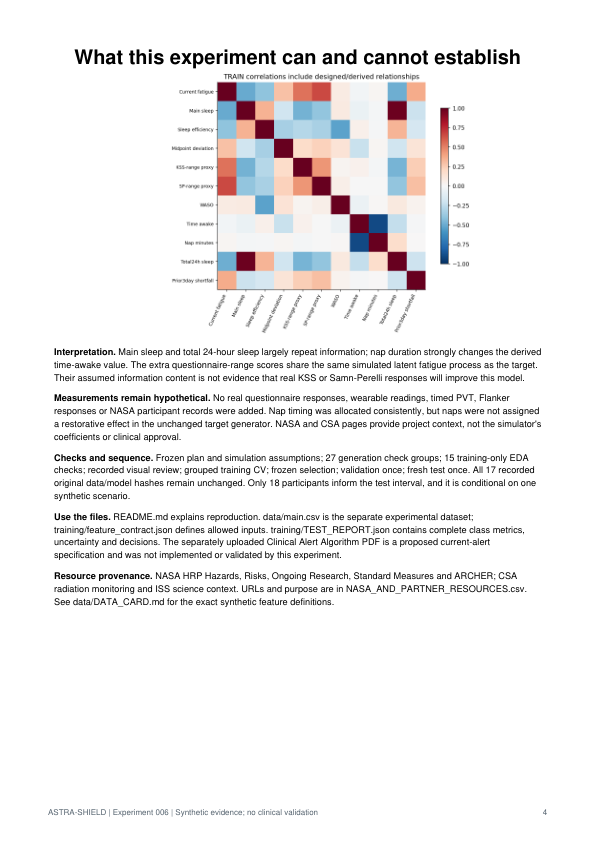 What this experiment can and cannot establish
TRAIN correlations include designed/derived relationships
Current fatigue
Main sleep
Sleep efficiency
Midpoint deviation
KSS-range proxy
SP-range proxy
WASO
Time awake
Nap minutes
Total24h sleep
Prior3day shortfall
1.00
0.75
0.50
0.25
0.00
−0.25
−0.50
−0.75
−1.00
Current fatigue
Main sleep
Sleep efficiency
Midpoint deviation
KSS-range proxy
SP-range proxy
WASO
Time awake
Nap minutes
Total24h sleep
Prior3day shortfall
Interpretation. Main sleep and total 24-hour sleep largely repeat information; nap duration strongly changes the derived
time-awake value. The extra questionnaire-range scores share the same simulated latent fatigue process as the target.
Their assumed information content is not evidence that real KSS or Samn-Perelli responses will improve this model.
Measurements remain hypothetical. No real questionnaire responses, wearable readings, timed PVT, Flanker
responses or NASA participant records were added. Nap timing was allocated consistently, but naps were not assigned
a restorative effect in the unchanged target generator. NASA and CSA pages provide project context, not the simulator's
coefficients or clinical approval.
Checks and sequence. Frozen plan and simulation assumptions; 27 generation check groups; 15 training-only EDA
checks; recorded visual review; grouped training CV; frozen selection; validation once; fresh test once. All 17 recorded
original data/model hashes remain unchanged. Only 18 participants inform the test interval, and it is conditional on one
synthetic scenario.
Use the files. README.md explains reproduction. data/main.csv is the separate experimental dataset;
training/feature_contract.json defines allowed inputs. training/TEST_REPORT.json contains complete class metrics,
uncertainty and decisions. The separately uploaded Clinical Alert Algorithm PDF is a proposed current-alert
specification and was not implemented or validated by this experiment.
Resource provenance. NASA HRP Hazards, Risks, Ongoing Research, Standard Measures and ARCHER; CSA
radiation monitoring and ISS science context. URLs and purpose are in NASA_AND_PARTNER_RESOURCES.csv.
See data/DATA_CARD.md for the exact synthetic feature definitions.
ASTRA-SHIELD | Experiment 006 | Synthetic evidence; no clinical validation
4